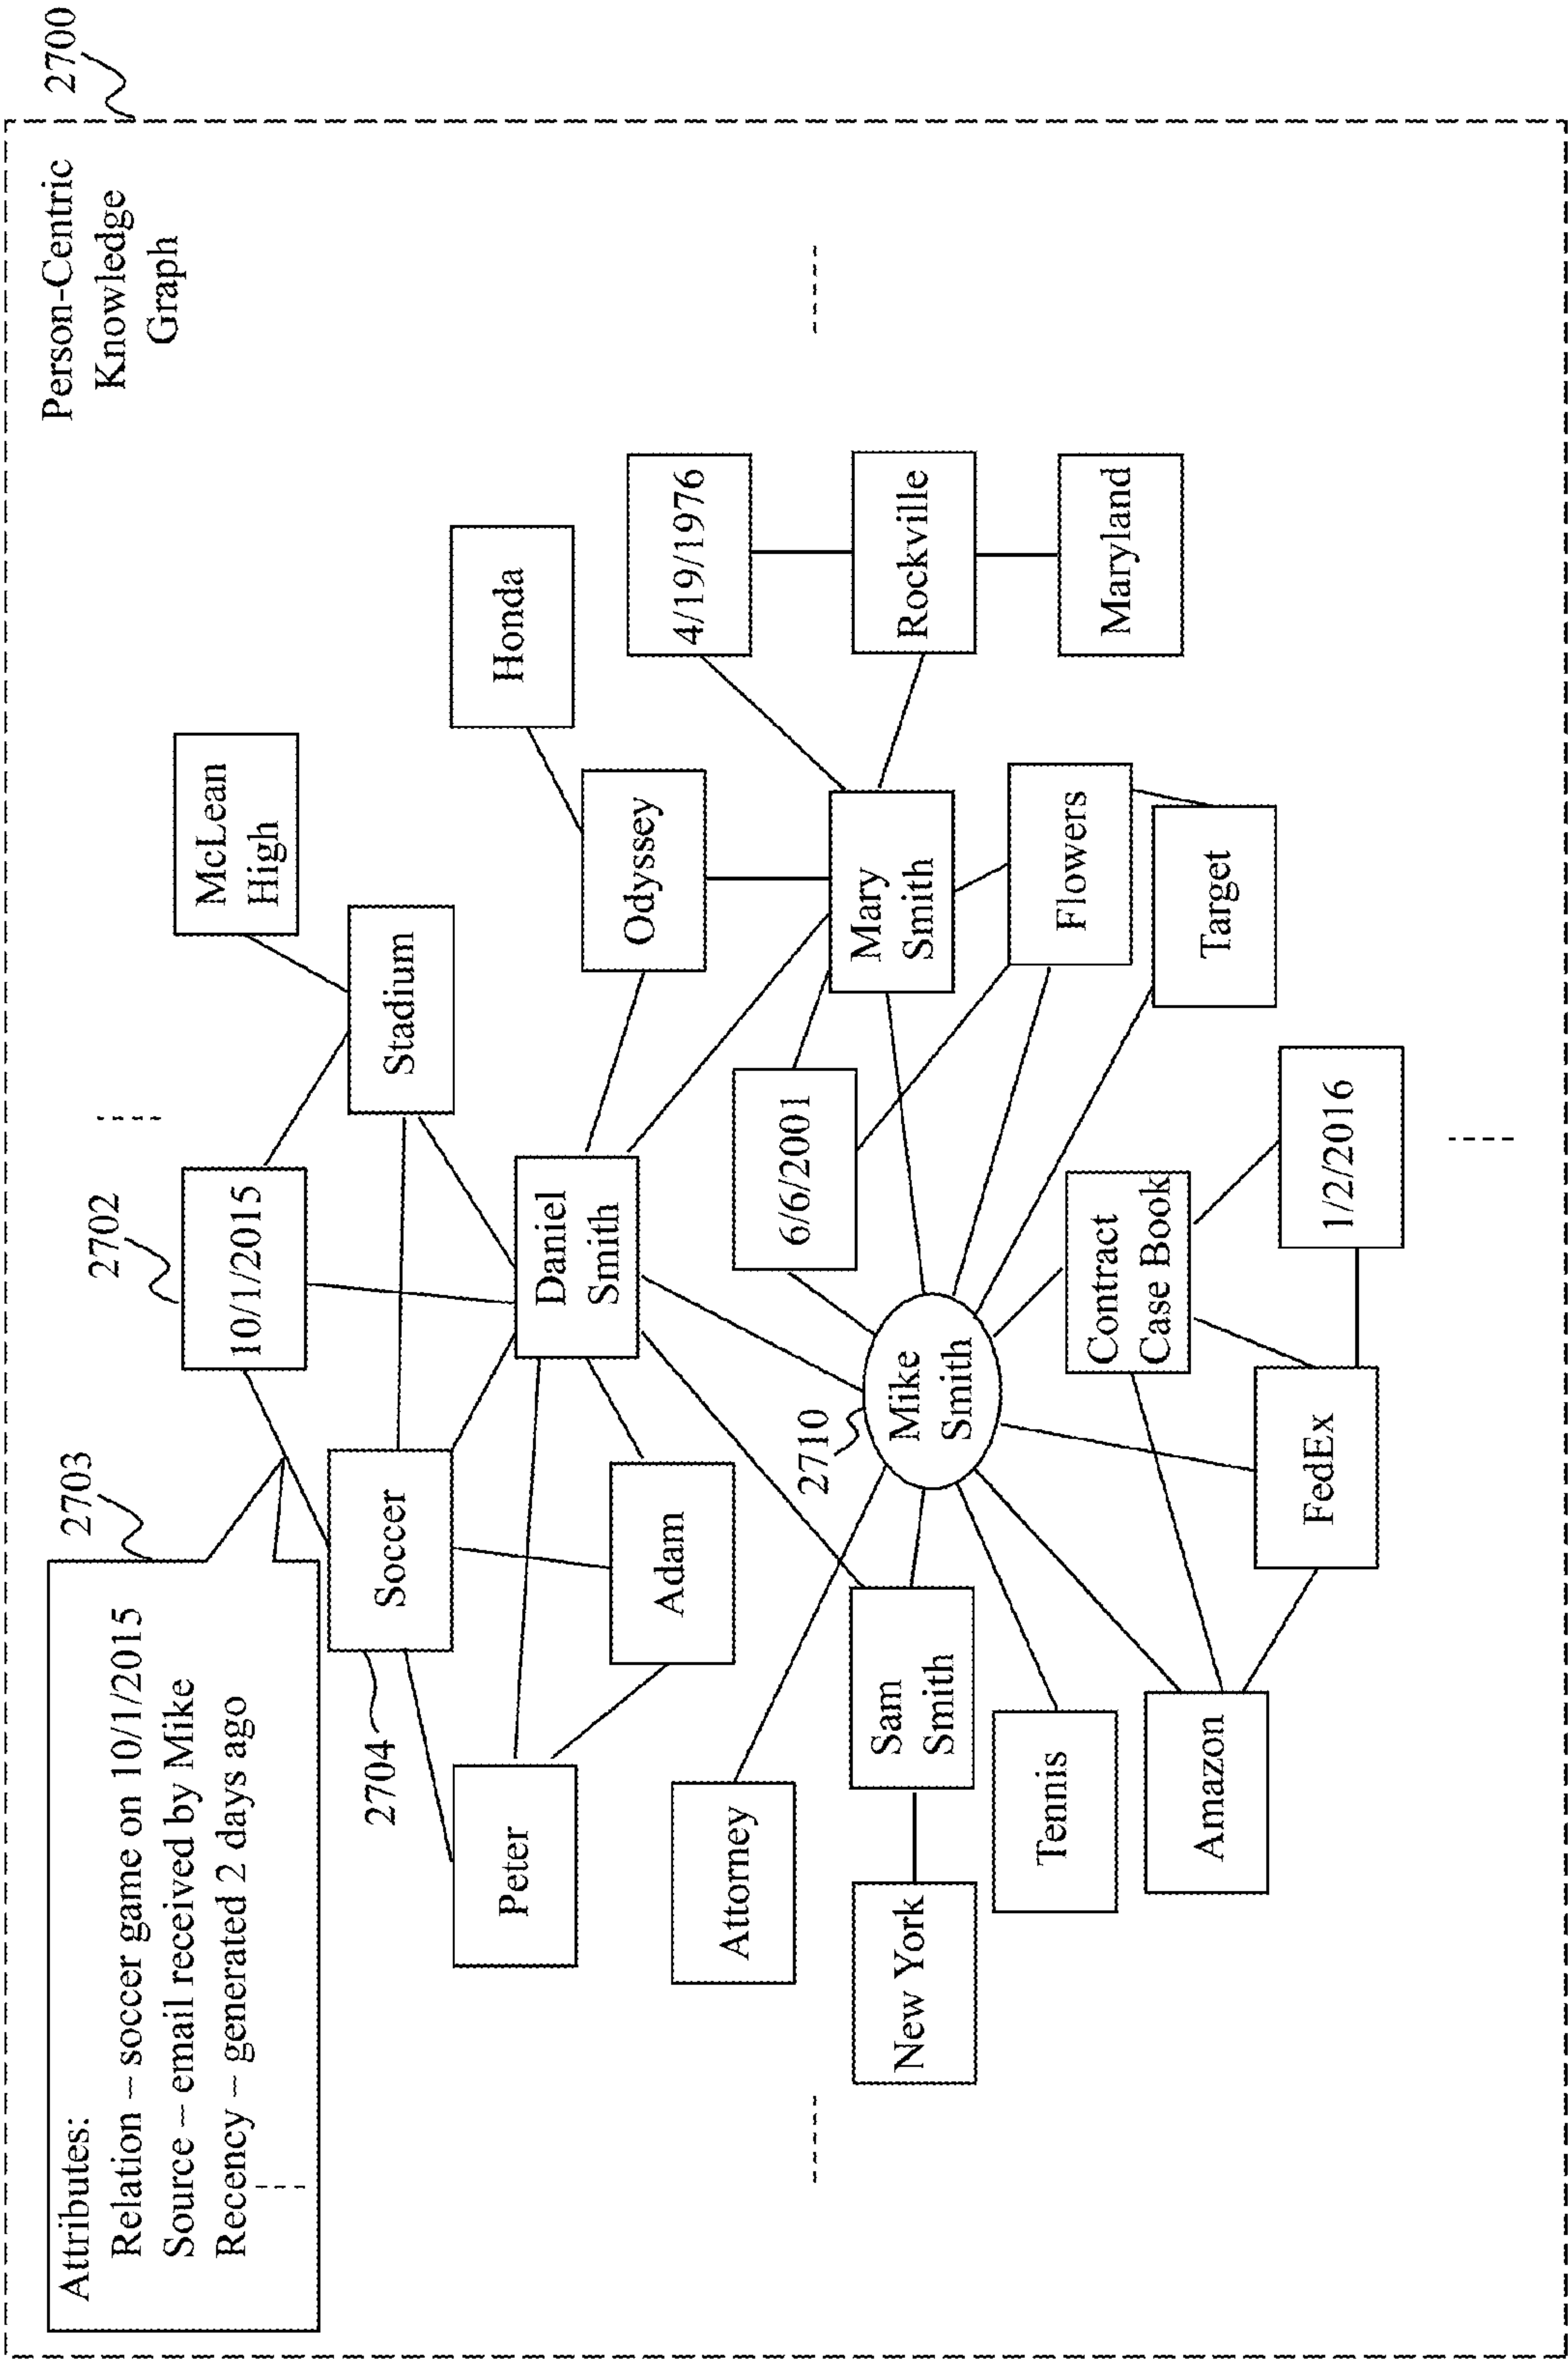 2700
Person-Centric
Knowledge
Graph
Attributes:
Relation – soccer game on 10/1/2015
Source – email received by Mike
Recency – generated 2 days ago
2703
2702
10/1/2015
McLean
High
Stadium
2704
Soccer
Peter
Adam
Daniel
Smith
Odyssey
Honda
4/19/1976
Rockville
Maryland
6/6/2001
Mary
Smith
Flowers
Target
2710
Mike
Smith
Attorney
New York
Sam
Smith
Tennis
Amazon
Contract
Case Book
FedEx
1/2/2016